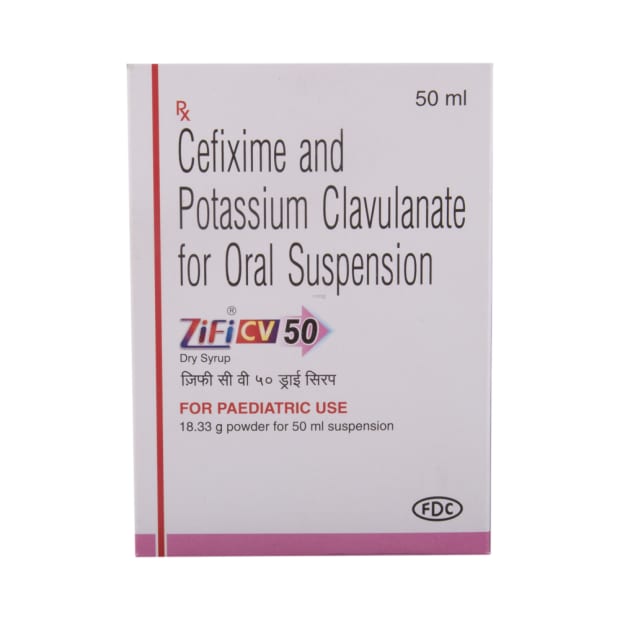 50 ml
Rx
Cefixime and
Potassium Clavulanate
for Oral Suspension
ZiFi CV 50
®
Dry Syrup
ज़िफी सी वी ५० ड्राई सिरप
FOR PAEDIATRIC USE
18.33 g powder for 50 ml suspension
FDC